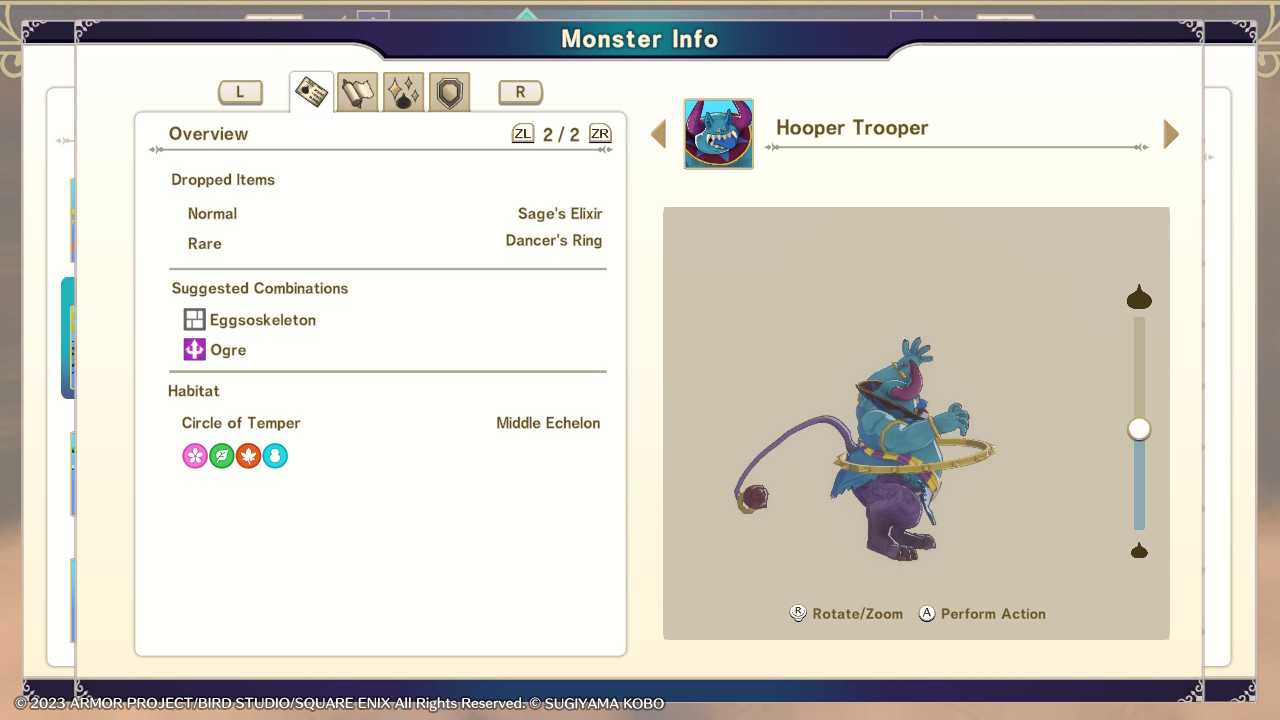 Monster Info
L
R
Overview
ZL 2 / 2 ZR
Dropped Items
Normal Sage's Elixir
Rare Dancer's Ring
Suggested Combinations
Eggsoskeleton
Ogre
Habitat
Circle of Temper Middle Echelon
Hooper Trooper
R Rotate/Zoom A Perform Action
© 2023 ARMOR PROJECT/BIRD STUDIO/SQUARE ENIX All Rights Reserved. © SUGIYAMA KOBO